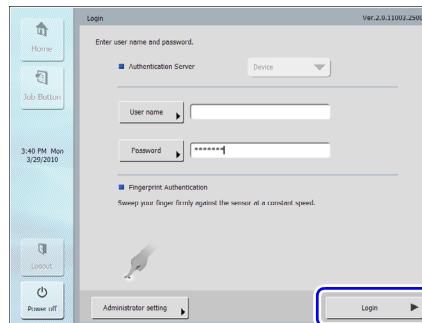 Login
Ver.2.0.11003.2500
Home
Job Button
3:40 PM Mon
3/29/2010
Logout
Power off
Enter user name and password.
Authentication Server
Device
User name
Password
*******
Fingerprint Authentication
Sweep your finger firmly against the sensor at a constant speed.
Administrator setting
Login